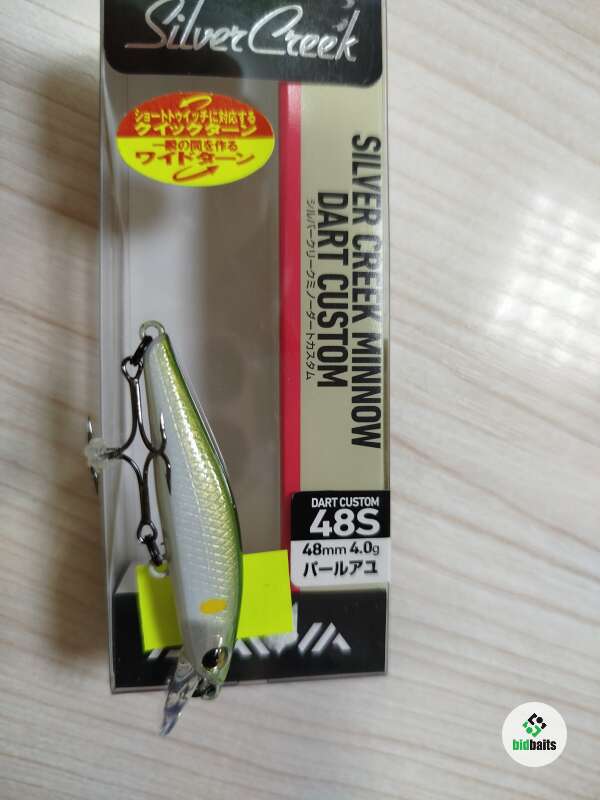 Silver Creek
ショートトゥイッチに対応する
クイックターン
一瞬の間を作る
ワイドターン
SILVER CREEK MINNOW
DART CUSTOM
シルバークリークミノーダートカスタム
DART CUSTOM
48S
48mm 4.0g
パールアユ
bidbaits